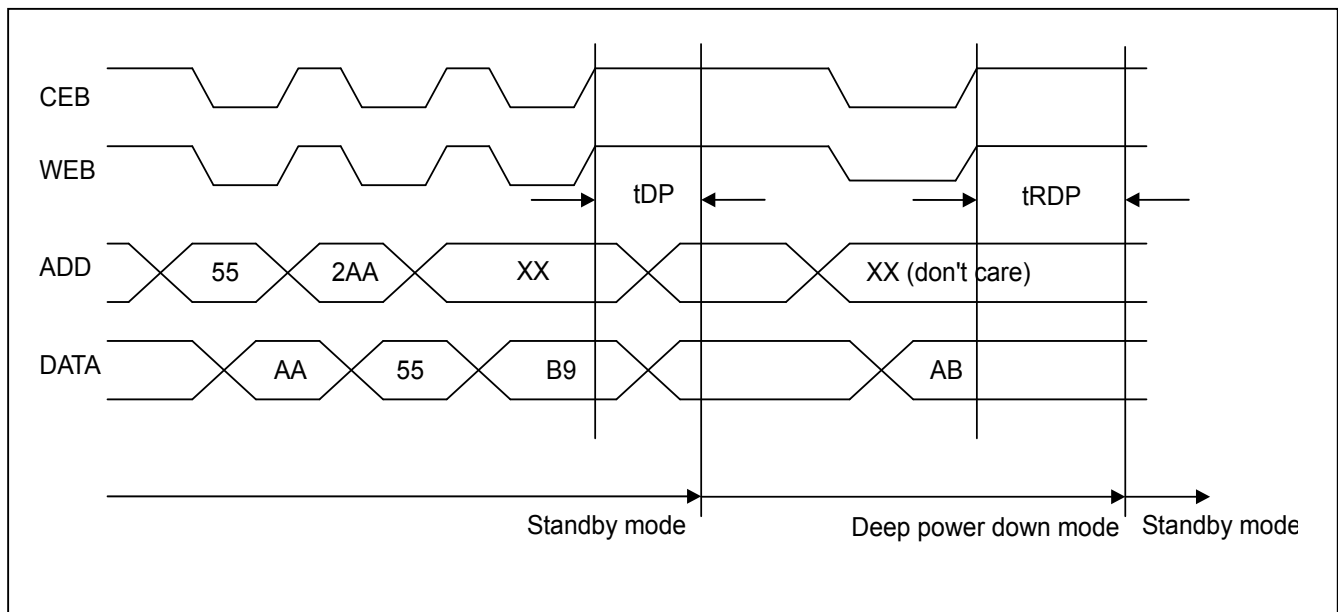 CEB
WEB
tDP
tRDP
ADD
55
2AA
XX
XX (don't care)
DATA
AA
55
B9
AB
Standby mode
Deep power down mode
Standby mode